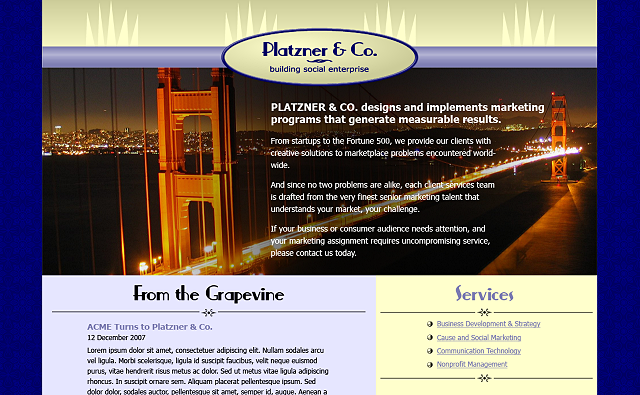 Platzner & Co.
building social enterprise
PLATZNER & CO. designs and implements marketing
programs that generate measurable results.
From startups to the Fortune 500, we provide our clients with
creative solutions to marketplace problems encountered world-
wide.
And since no two problems are alike, each client services team
is drafted from the very finest senior marketing talent that
understands your market, your challenge.
If your business or consumer audience needs attention, and
your marketing assignment requires uncompromising service,
please contact us today.
From the Grapevine
ACME Turns to Platzner & Co.
12 December 2007
Lorem ipsum dolor sit amet, consectetuer adipiscing elit. Nullam sodales arcu
vel ligula. Morbi scelerisque, ligula id suscipit faucibus, velit neque euismod
purus, vitae hendrerit risus metus ac dolor. Sed ut metus vitae ligula adipiscing
rhoncus. In suscipit ornare sem. Aliquam placerat pellentesque ipsum. Sed
dolor dolor, sodales auctor, pellentesque sit amet, semper id, augue. Aenean a
Services
Business Development & Strategy
Cause and Social Marketing
Communication Technology
Nonprofit Management